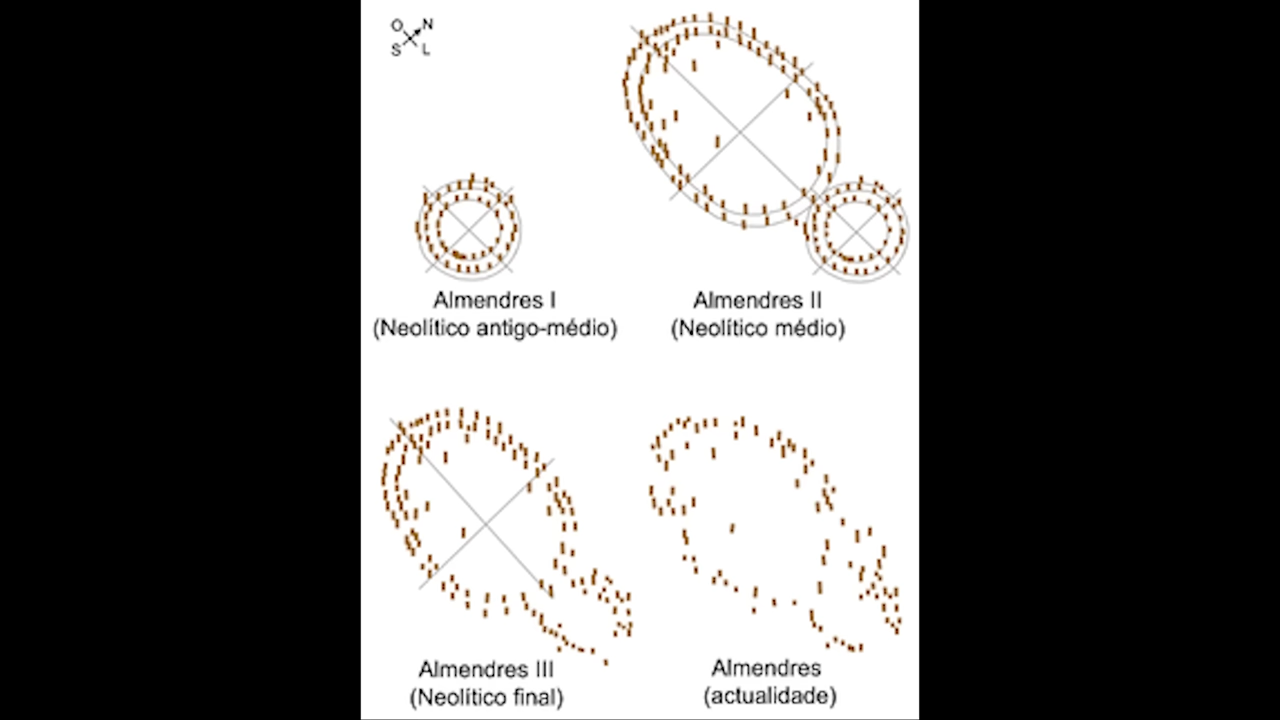 O N
S L
Almendres I
(Neolítico antigo-médio)
Almendres II
(Neolítico médio)
Almendres III
(Neolítico final)
Almendres
(actualidade)